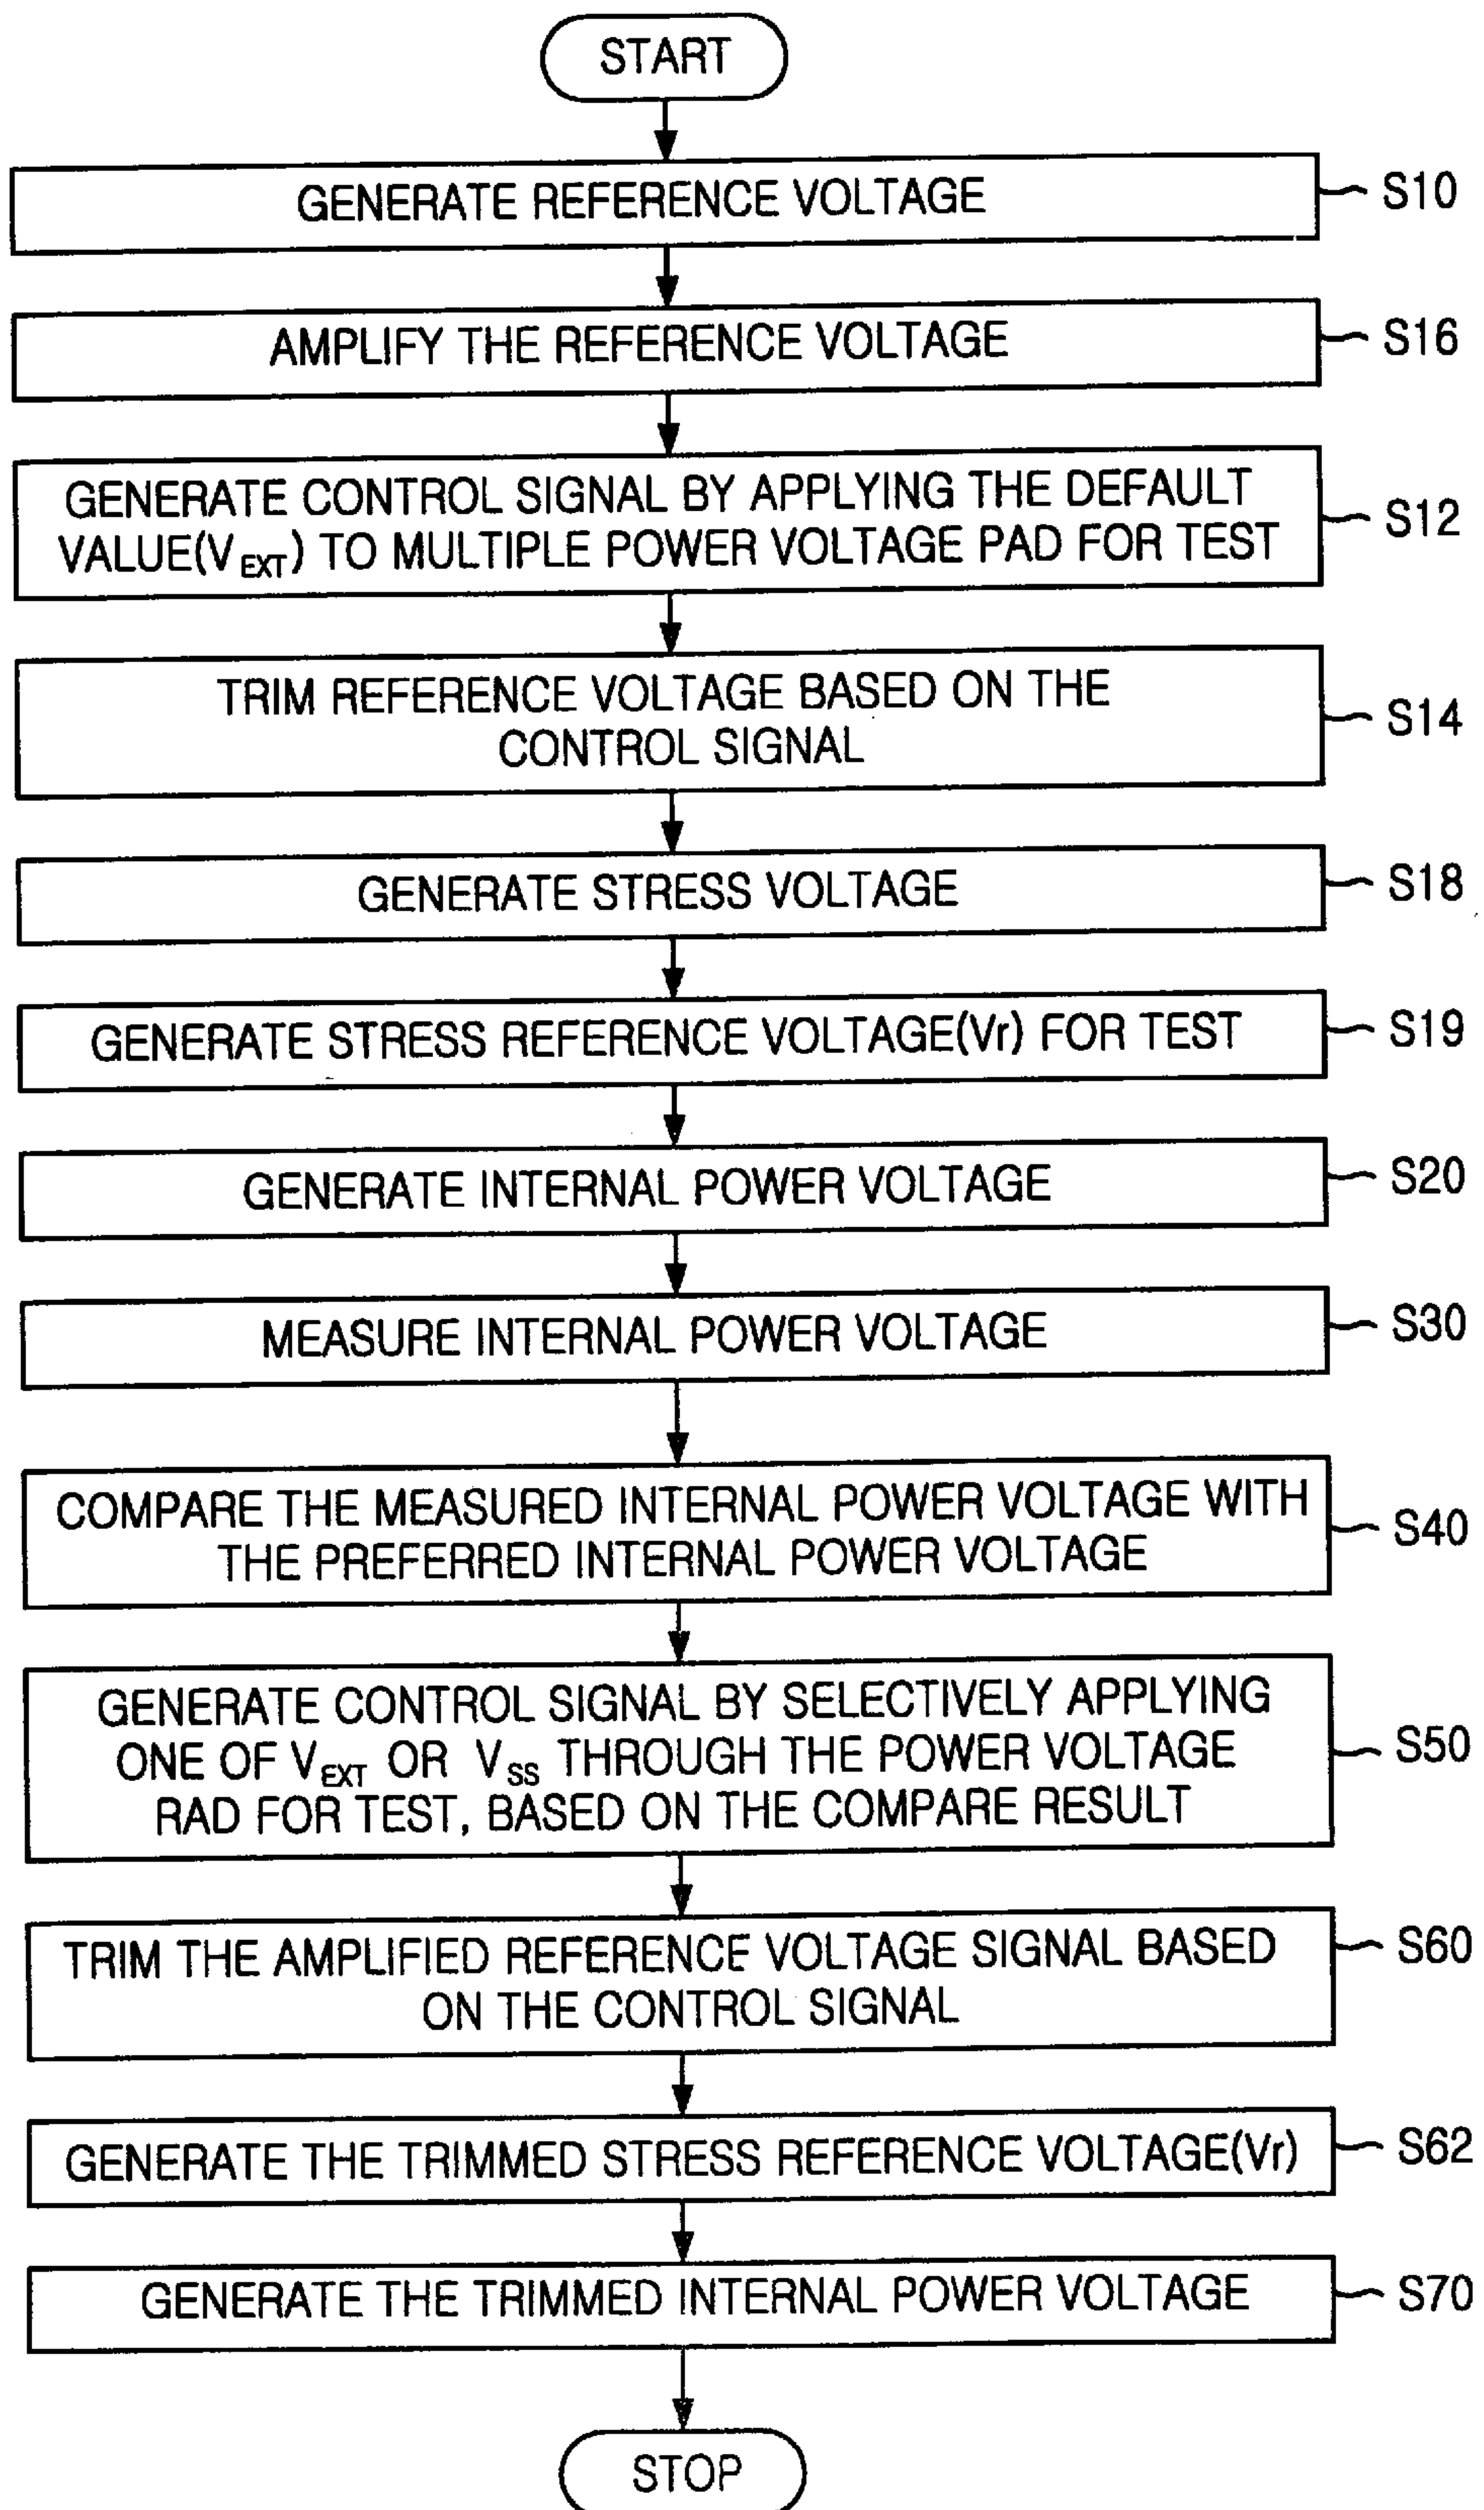 START
GENERATE REFERENCE VOLTAGE
S10
AMPLIFY THE REFERENCE VOLTAGE
S16
GENERATE CONTROL SIGNAL BY APPLYING THE DEFAULT
VALUE(VEXT) TO MULTIPLE POWER VOLTAGE PAD FOR TEST
S12
TRIM REFERENCE VOLTAGE BASED ON THE
CONTROL SIGNAL
S14
GENERATE STRESS VOLTAGE
S18
GENERATE STRESS REFERENCE VOLTAGE(Vr) FOR TEST
S19
GENERATE INTERNAL POWER VOLTAGE
S20
MEASURE INTERNAL POWER VOLTAGE
S30
COMPARE THE MEASURED INTERNAL POWER VOLTAGE WITH
THE PREFERRED INTERNAL POWER VOLTAGE
S40
GENERATE CONTROL SIGNAL BY SELECTIVELY APPLYING
ONE OF VEXT OR VSS THROUGH THE POWER VOLTAGE
RAD FOR TEST, BASED ON THE COMPARE RESULT
S50
TRIM THE AMPLIFIED REFERENCE VOLTAGE SIGNAL BASED
ON THE CONTROL SIGNAL
S60
GENERATE THE TRIMMED STRESS REFERENCE VOLTAGE(Vr)
S62
GENERATE THE TRIMMED INTERNAL POWER VOLTAGE
S70
STOP